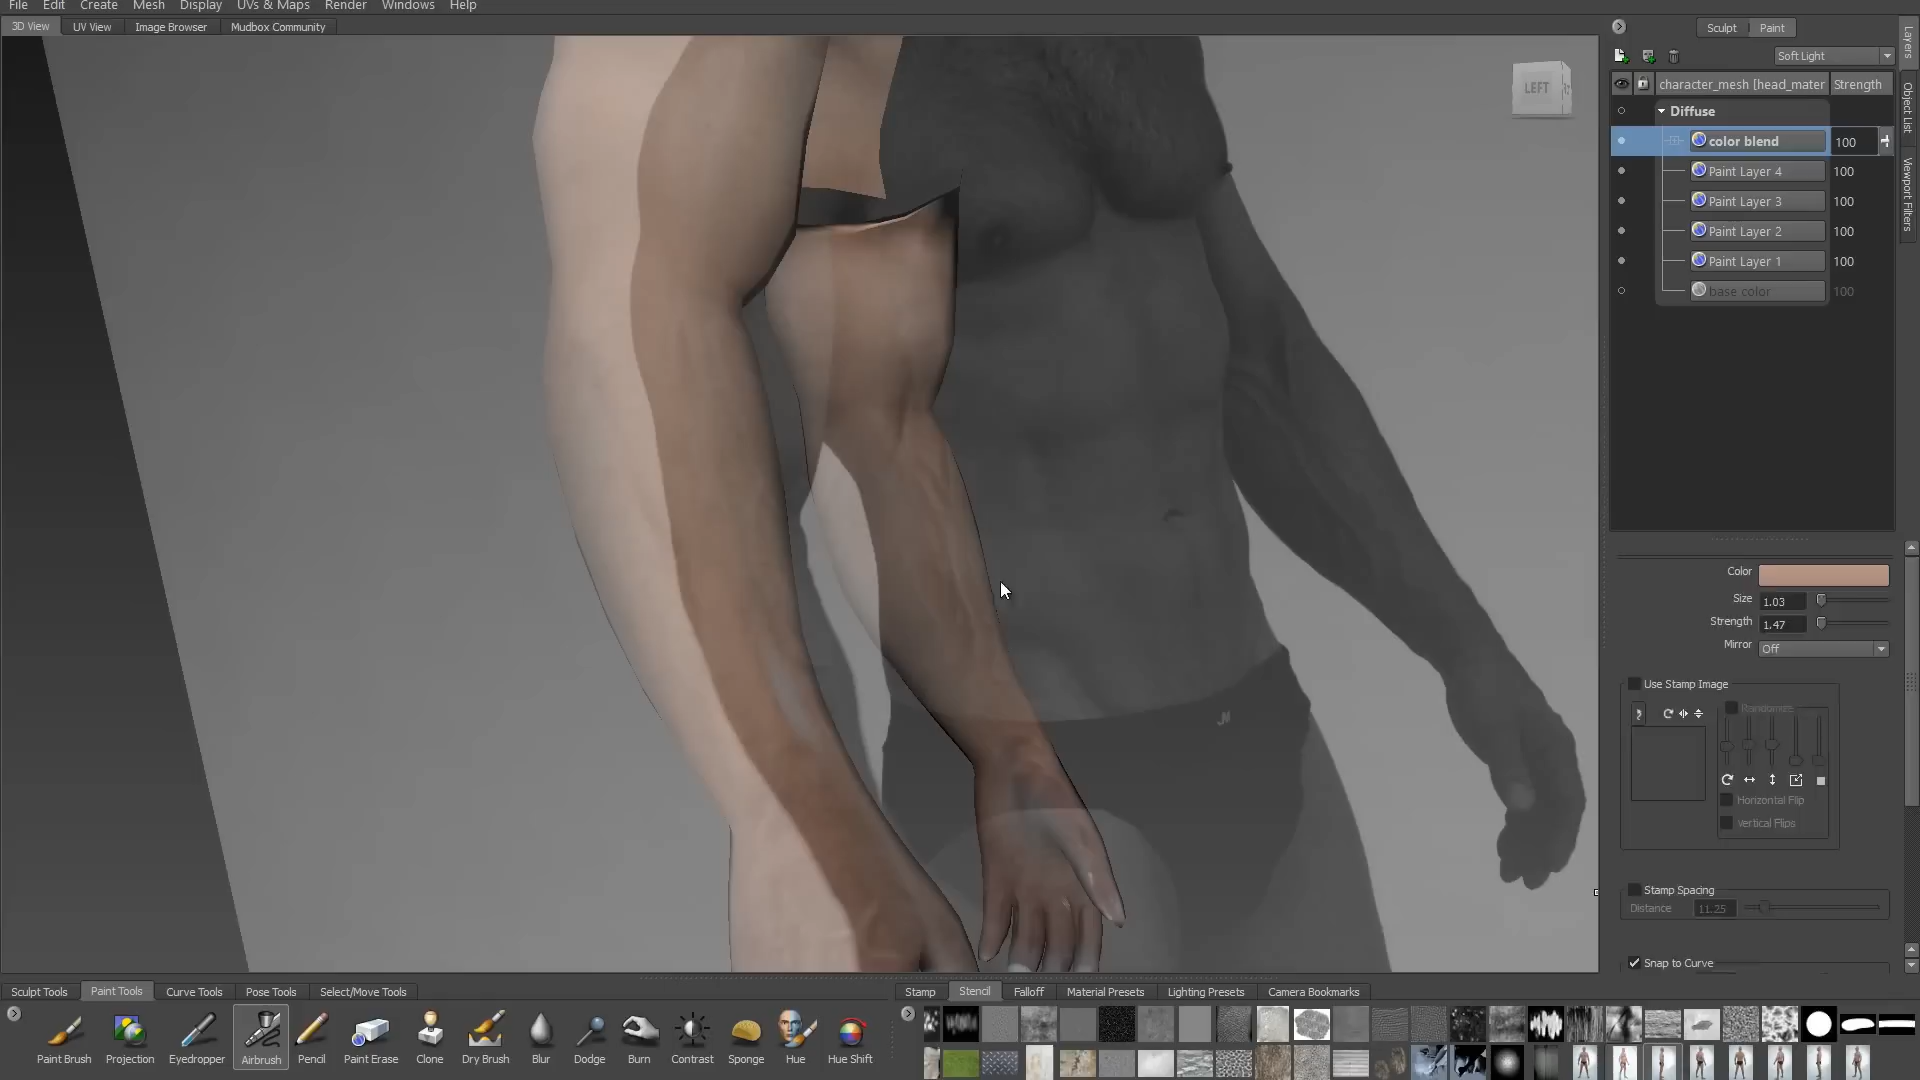 File Edit Create Mesh Display UVs & Maps Render Windows Help
3D View UV View Image Browser Mudbox Community
Sculpt Paint
Soft Light
character_mesh [head_mater Strength
Diffuse
color blend 100
Paint Layer 4 100
Paint Layer 3 100
Paint Layer 2 100
Paint Layer 1 100
base color 100
Layers
Object List
Viewport Filters
LEFT
Color
Size 1.03
Strength 1.47
Mirror Off
Use Stamp Image
Randomize
Horizontal Flip
Vertical Flips
Stamp Spacing
Distance 11.25
Snap to Curve
Sculpt Tools Paint Tools Curve Tools Pose Tools Select/Move Tools
Stamp Stencil Falloff Material Presets Lighting Presets Camera Bookmarks
Paint Brush Projection Eyedropper Airbrush Pencil Paint Erase Clone Dry Brush Blur Dodge Burn Contrast Sponge Hue Hue Shift